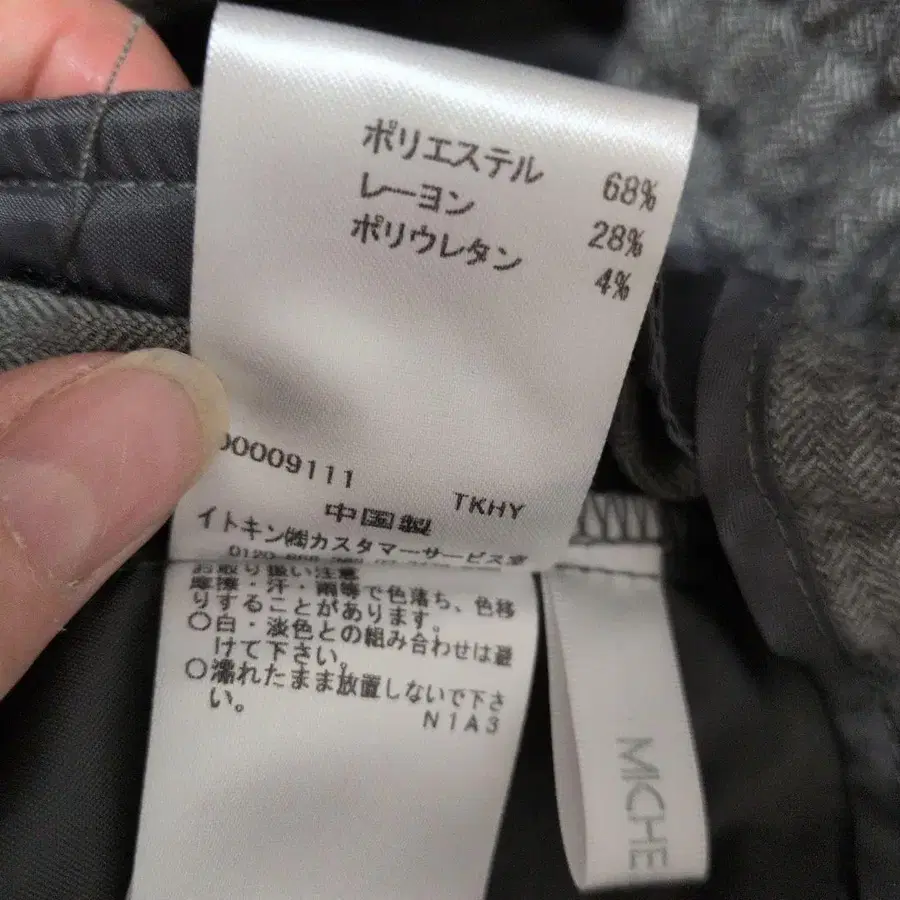 ポリエステル 68%
レーヨン 28%
ポリウレタン 4%
00009111
TKHY
中国製
イトキン㈱カスタマーサービス室
0120
お取り扱い注意
摩擦・汗・雨等で色落ち、色移
りすることがあります。
○白・淡色との組み合わせは避
けて下さい。
○濡れたまま放置しないで下さ
い。
N1A3
MICHE